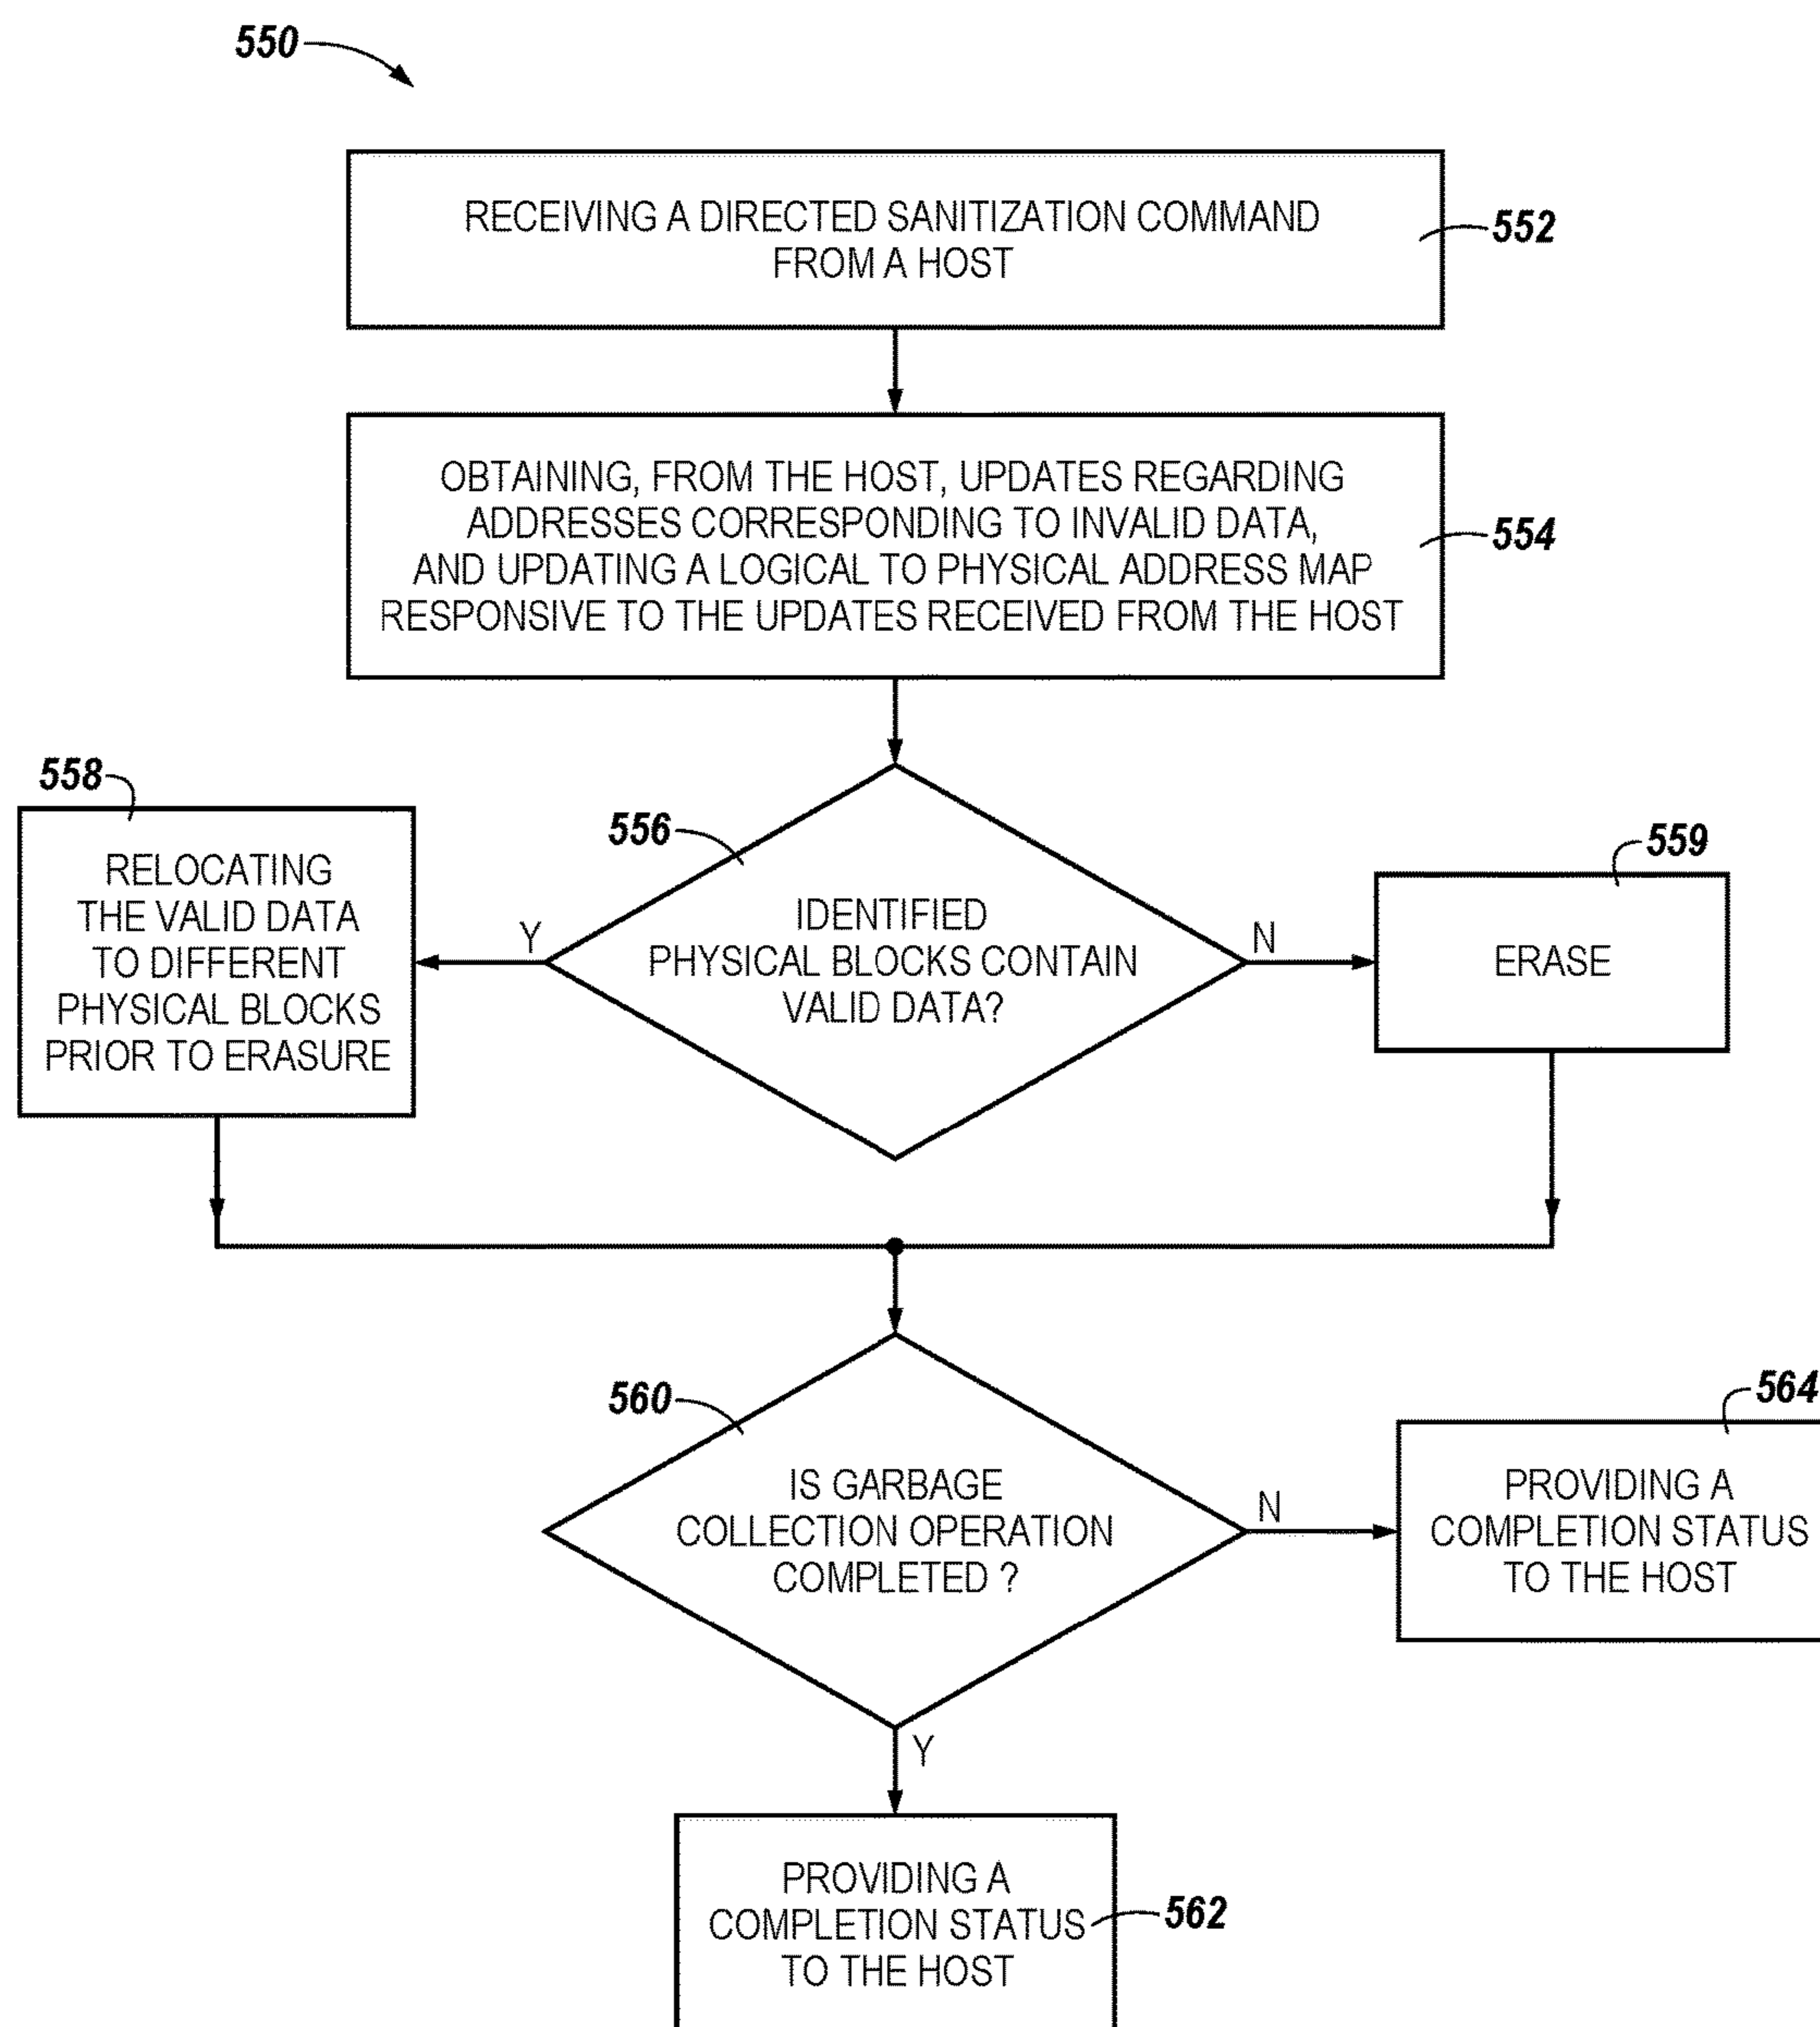 550
RECEIVING A DIRECTED SANITIZATION COMMAND
FROM A HOST
552
OBTAINING, FROM THE HOST, UPDATES REGARDING
ADDRESSES CORRESPONDING TO INVALID DATA,
AND UPDATING A LOGICAL TO PHYSICAL ADDRESS MAP
RESPONSIVE TO THE UPDATES RECEIVED FROM THE HOST
554
558
RELOCATING
THE VALID DATA
TO DIFFERENT
PHYSICAL BLOCKS
PRIOR TO ERASURE
Y
556
IDENTIFIED
PHYSICAL BLOCKS CONTAIN
VALID DATA?
N
559
ERASE
560
IS GARBAGE
COLLECTION OPERATION
COMPLETED ?
N
564
PROVIDING A
COMPLETION STATUS
TO THE HOST
Y
PROVIDING A
COMPLETION STATUS
TO THE HOST
562